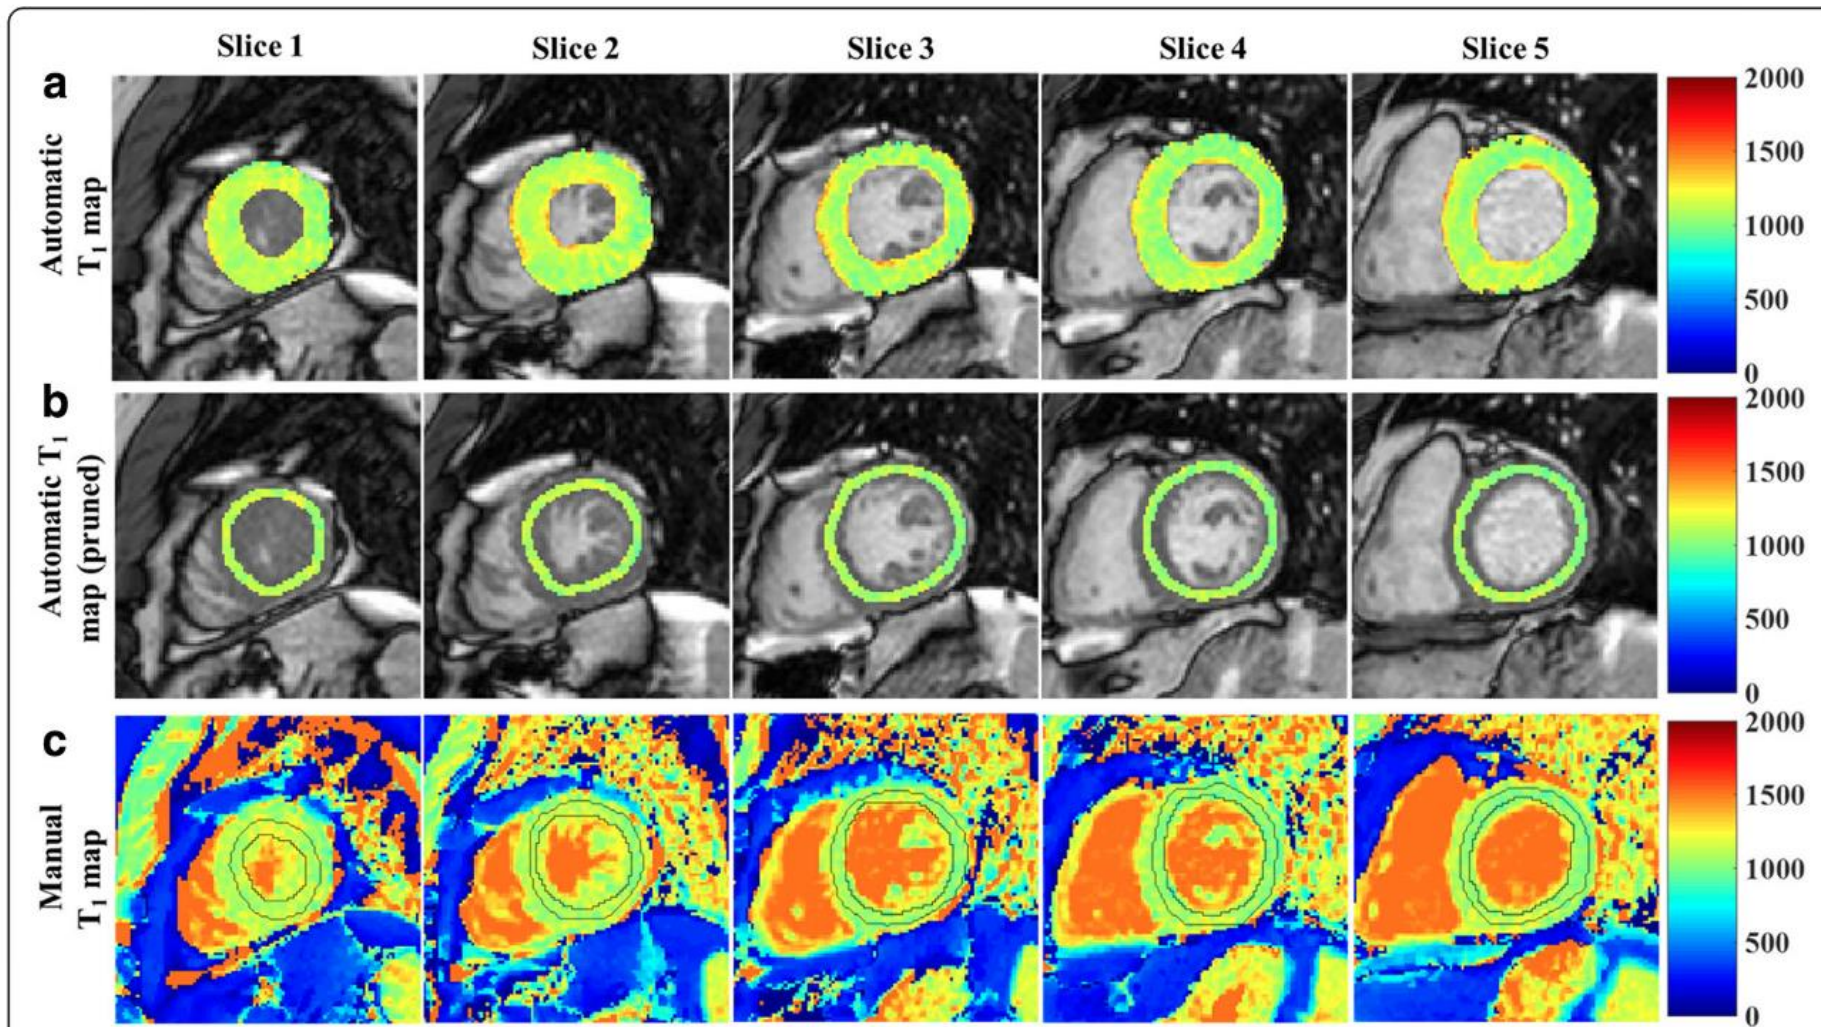 Slice 1 Slice 2 Slice 3 Slice 4 Slice 5
a
Automatic
T₁ map
2000
1500
1000
500
0
b
Automatic T₁
map (pruned)
2000
1500
1000
500
0
c
Manual
T₁ map
2000
1500
1000
500
0